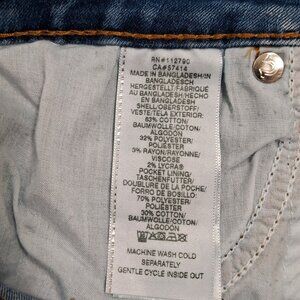 RN#112790
CA#57414
MADE IN BANGLADESH/IN
BANGLADESCH
HERGESTELLT/FABRIQUÉ
AU BANGLADESH/HECHO
EN BANGLADESH
SHELL/OBERSTOFF/
VESTE/TELA EXTERIOR:
63% COTTON/
BAUMWOLLE/COTON/
ALGODON
32% POLYESTER/
POLIESTER
3% RAYON/RAYONNE/
VISCOSE
2% LYCRA®
POCKET LINING/
TASCHENFUTTER/
DOUBLURE DE LA POCHE/
FORRO DE BOLSILLO:
70% POLYESTER/
POLIESTER
30% COTTON/
BAUMWOLLE/COTON/
ALGODON
MACHINE WASH COLD
SEPARATELY
GENTLE CYCLE INSIDE OUT